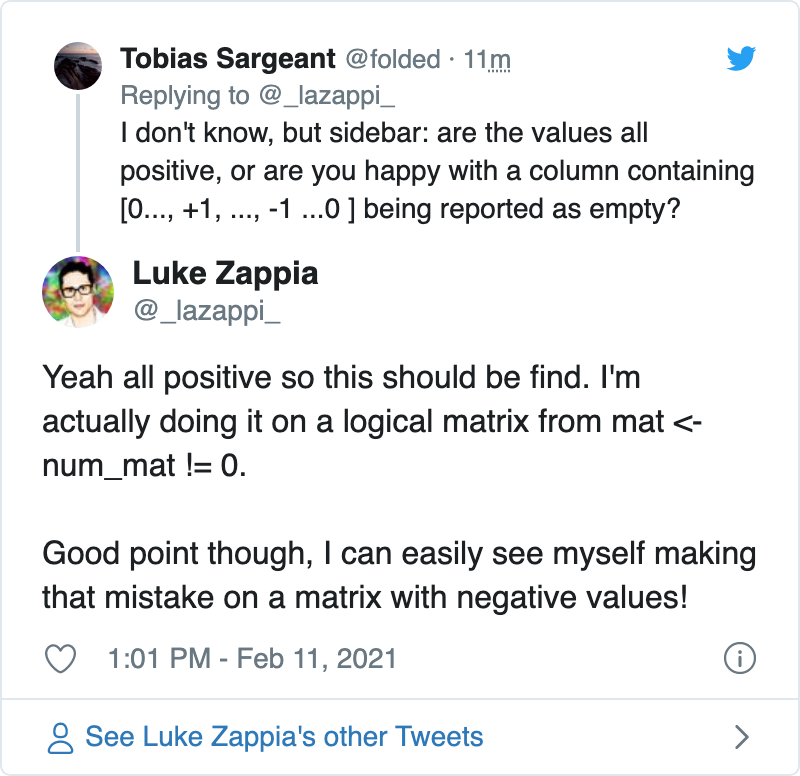 Tobias Sargeant @folded · 11m
Replying to @_lazappi_
I don't know, but sidebar: are the values all
positive, or are you happy with a column containing
[0..., +1, ..., -1 ...0 ] being reported as empty?
Luke Zappia
@_lazappi_
Yeah all positive so this should be find. I'm
actually doing it on a logical matrix from mat <-
num_mat != 0.
Good point though, I can easily see myself making
that mistake on a matrix with negative values!
1:01 PM - Feb 11, 2021
See Luke Zappia's other Tweets